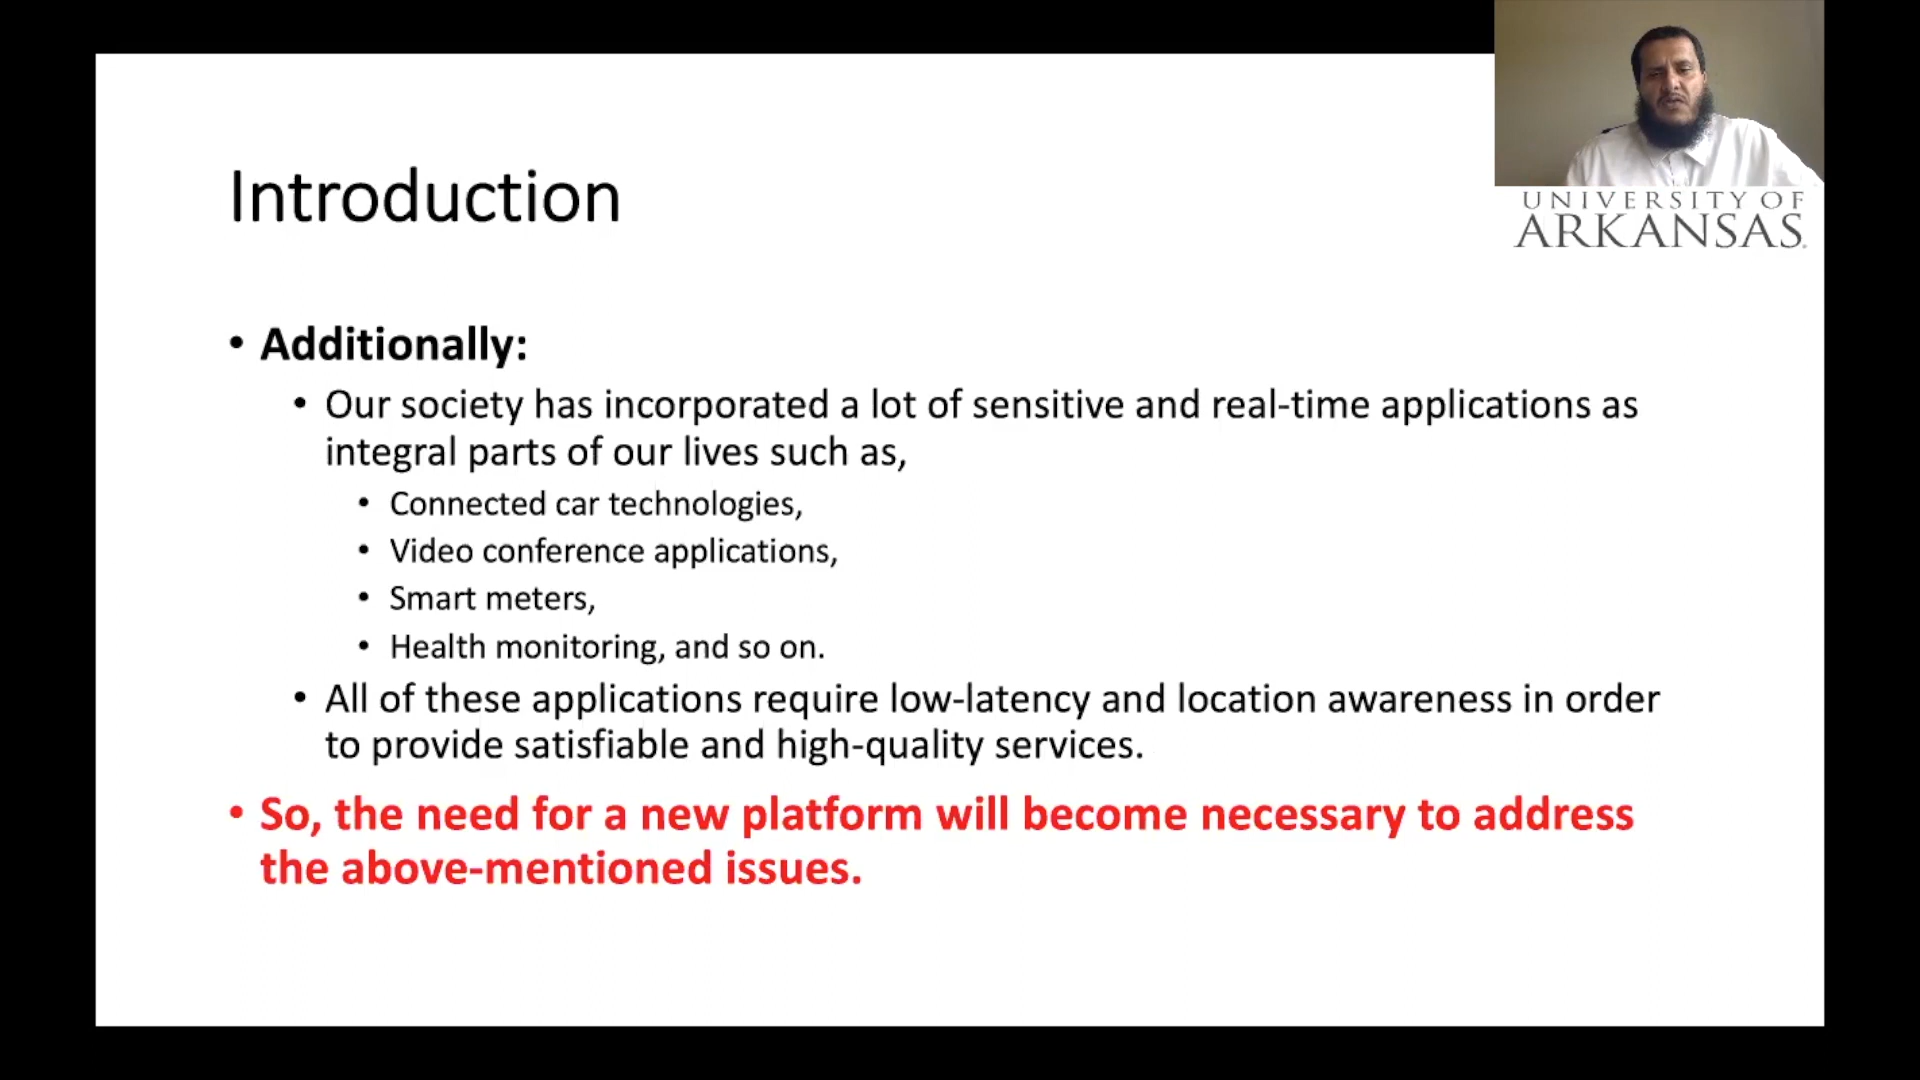 UNIVERSITY OF
ARKANSAS
Introduction
• Additionally:
• Our society has incorporated a lot of sensitive and real-time applications as
integral parts of our lives such as,
• Connected car technologies,
• Video conference applications,
• Smart meters,
• Health monitoring, and so on.
• All of these applications require low-latency and location awareness in order
to provide satisfiable and high-quality services.
• So, the need for a new platform will become necessary to address
the above-mentioned issues.